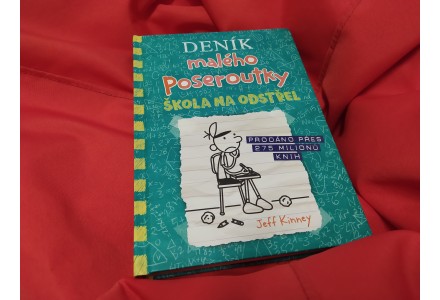 DENÍK
malého
Poseroutky
ŠKOLA NA ODSTŘEL
PRODÁNO PŘES
275 MILIONŮ
KNIH
Jeff Kinney